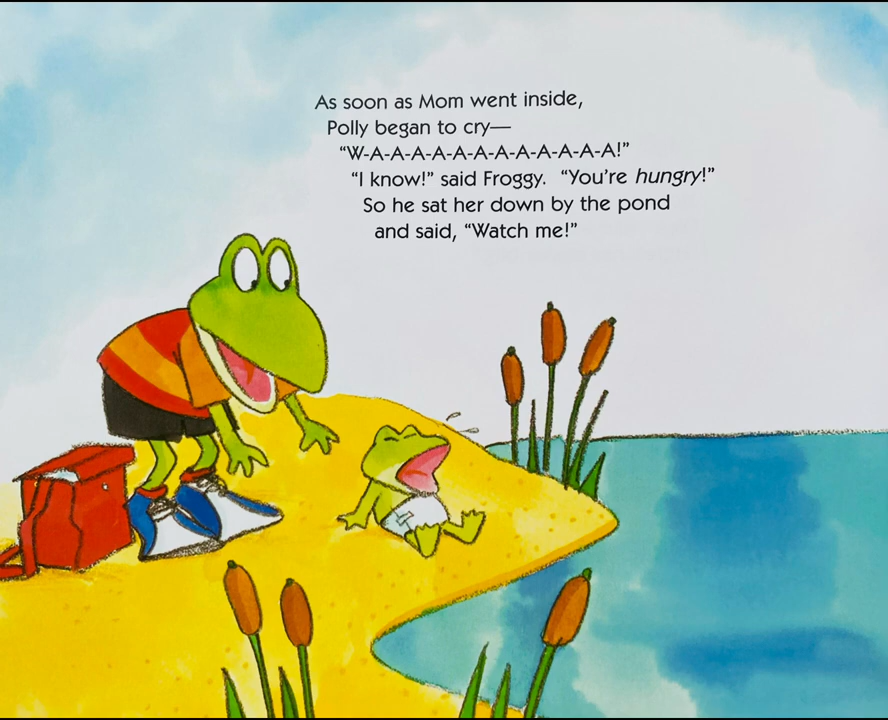 As soon as Mom went inside,
Polly began to cry—
“W-A-A-A-A-A-A-A-A-A-A-A-A!”
“I know!” said Froggy.  “You’re hungry!”
So he sat her down by the pond
and said, “Watch me!”